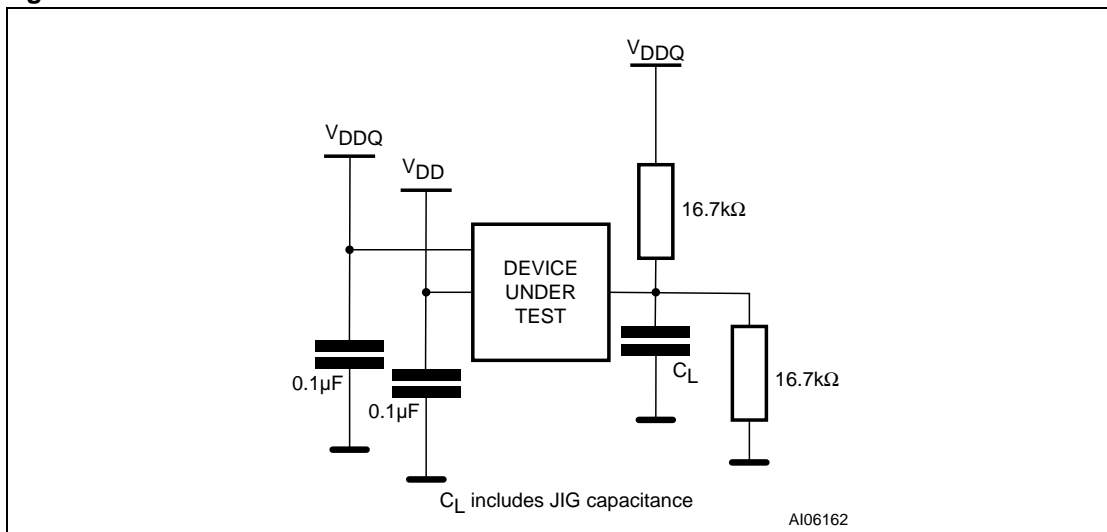 VDDQ
VDDQ
VDD
16.7kΩ
DEVICE
UNDER
TEST
0.1µF
0.1µF
CL
16.7kΩ
CL includes JIG capacitance
AI06162